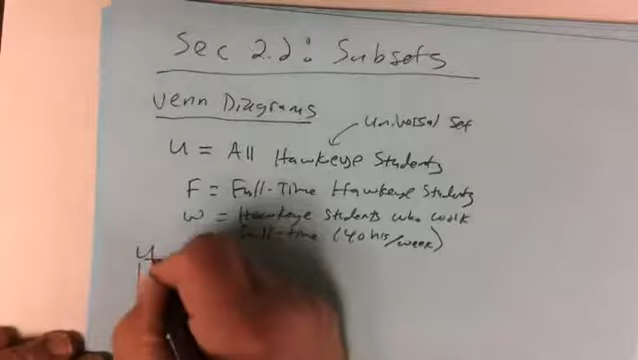 Sec 2.2: Subsets
Venn Diagrams
Universal Set
U = All Hawkeye Students
F = Full-Time Hawkeye Students
W = Hawkeye Students who work
full-time (40 hrs/week)
U